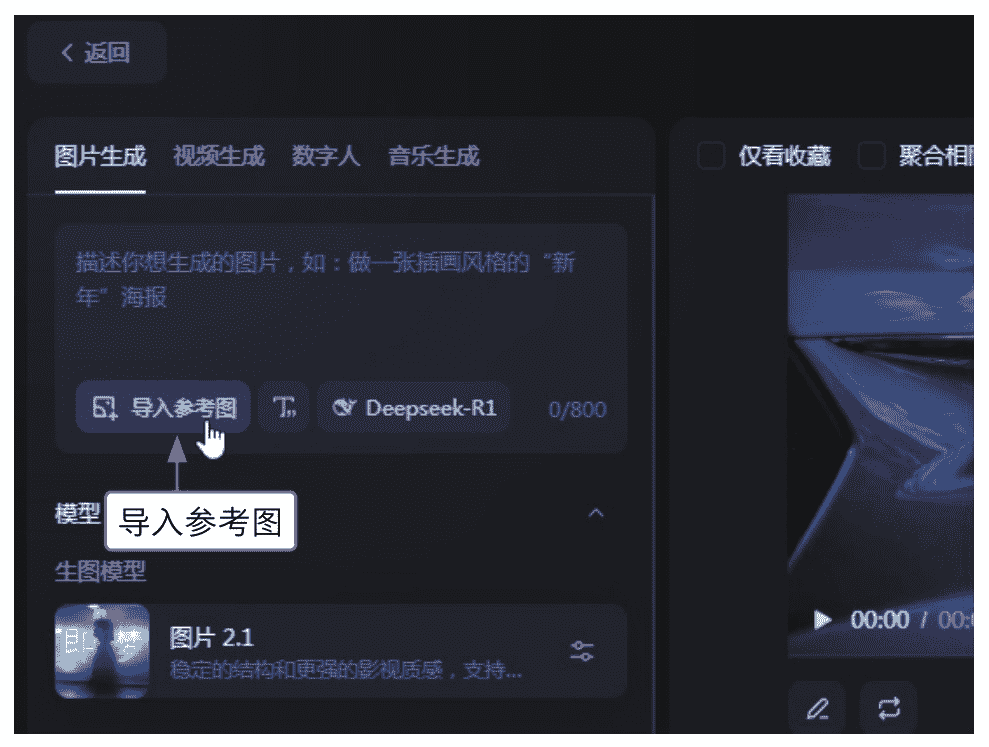 返回
图片生成 视频生成 数字人 音乐生成
仅看收藏 聚合相
描述你想生成的图片，如：做一张插画风格的“新
年”海报
导入参考图 T Deepseek-R1 0/800
模型
导入参考图
生图模型
图片 2.1
稳定的结构和更强的影视质感，支持...
00:00 / 00: